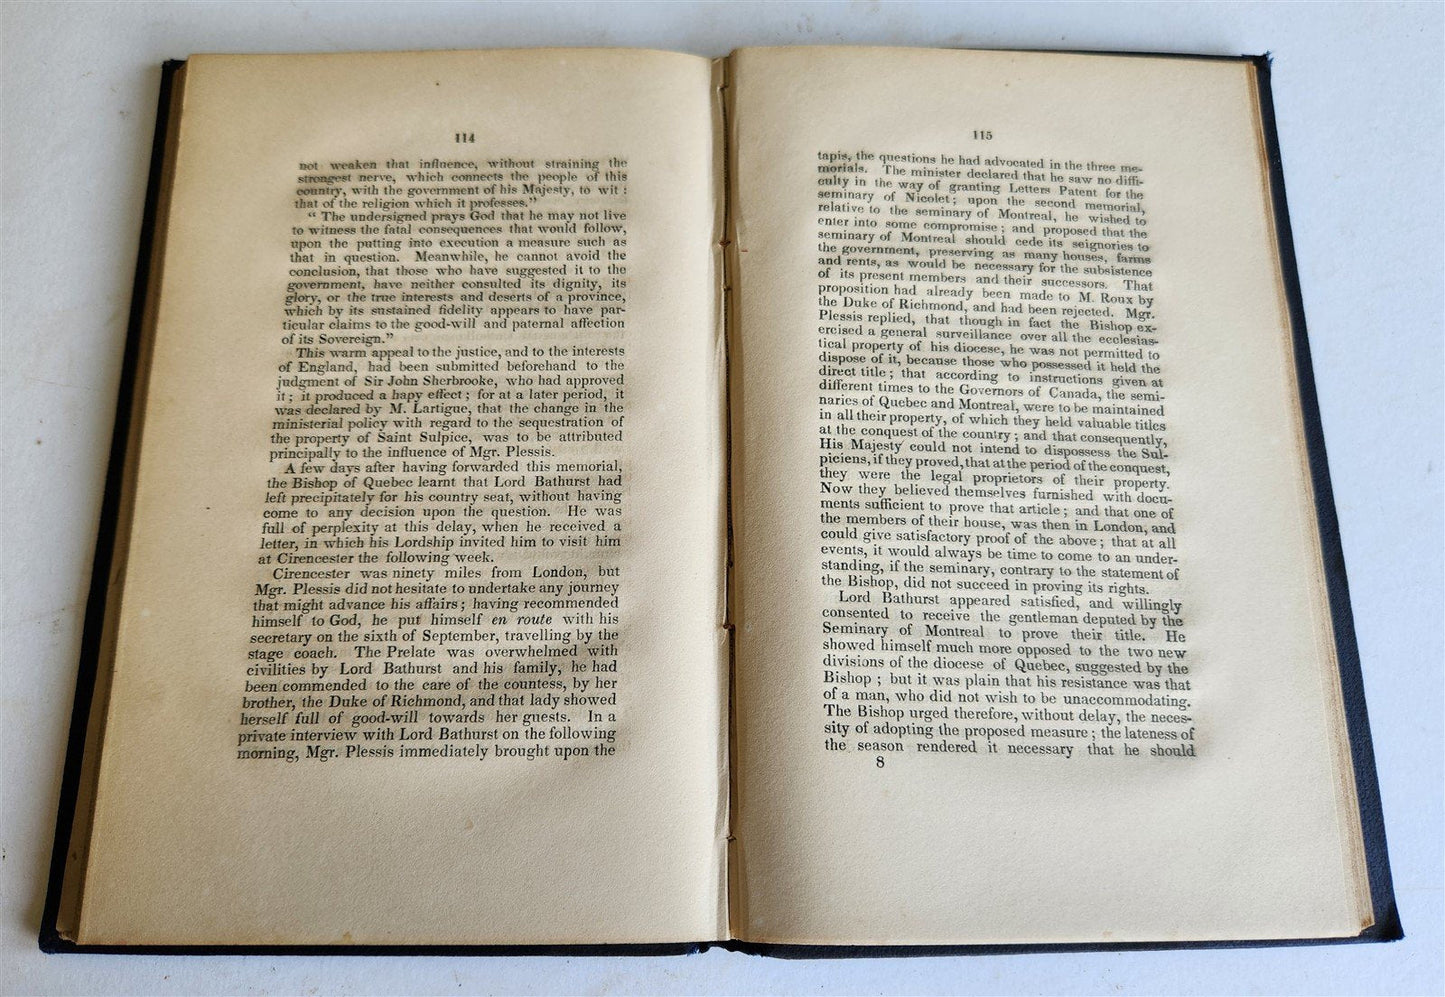 114
not weaken that influence, without straining the
strongest nerve, which connects the people of this
country, with the government of his Majesty, to wit :
that of the religion which it professes."
" The undersigned prays God that he may not live
to witness the fatal consequences that would follow,
upon the putting into execution a measure such as
that in question. Meanwhile, he cannot avoid the
conclusion, that those who have suggested it to the
government, have neither consulted its dignity, its
glory, or the true interests and deserts of a province,
which by its sustained fidelity appears to have par-
ticular claims to the good-will and paternal affection
of its Sovereign."
This warm appeal to the justice, and to the interests
of England, had been submitted beforehand to the
judgment of Sir John Sherbrooke, who had approved
it ; it produced a hapy effect ; for at a later period, it
was declared by M. Lartigue, that the change in the
ministerial policy with regard to the sequestration of
the property of Saint Sulpice, was to be attributed
principally to the influence of Mgr. Plessis.
A few days after having forwarded this memorial,
the Bishop of Quebec learnt that Lord Bathurst had
left precipitately for his country seat, without having
come to any decision upon the question. He was
full of perplexity at this delay, when he received a
letter, in which his Lordship invited him to visit him
at Cirencester the following week.
Cirencester was ninety miles from London, but
Mgr. Plessis did not hesitate to undertake any journey
that might advance his affairs ; having recommended
himself to God, he put himself en route with his
secretary on the sixth of September, travelling by the
stage coach. The Prelate was overwhelmed with
civilities by Lord Bathurst and his family, he had
been commended to the care of the countess, by her
brother, the Duke of Richmond, and that lady showed
herself full of good-will towards her guests. In a
private interview with Lord Bathurst on the following
morning, Mgr. Plessis immediately brought upon the
115
tapis, the questions he had advocated in the three me-
morials. The minister declared that he saw no diffi-
culty in the way of granting Letters Patent for the
seminary of Nicolet ; upon the second memorial,
relative to the seminary of Montreal, he wished to
enter into some compromise ; and proposed that the
seminary of Montreal should cede its seignories to
the government, preserving as many houses, farms
and rents, as would be necessary for the subsistence
of its present members and their successors. That
proposition had already been made to M. Roux by
the Duke of Richmond, and had been rejected. Mgr.
Plessis replied, that though in fact the Bishop ex-
ercised a general surveillance over all the ecclesias-
tical property of his diocese, he was not permitted to
dispose of it, because those who possessed it held the
direct title ; that according to instructions given at
different times to the Governors of Canada, the semi-
naries of Quebec and Montreal, were to be maintained
in all their property, of which they held valuable titles
at the conquest of the country ; and that consequently,
His Majesty could not intend to dispossess the Sul-
piciens, if they proved, that at the period of the conquest,
they were the legal proprietors of their property.
Now they believed themselves furnished with docu-
ments sufficient to prove that article ; and that one of
the members of their house, was then in London, and
could give satisfactory proof of the above ; that at all
events, it would always be time to come to an under-
standing, if the seminary, contrary to the statement of
the Bishop, did not succeed in proving its rights.
Lord Bathurst appeared satisfied, and willingly
consented to receive the gentleman deputed by the
Seminary of Montreal to prove their title. He
showed himself much more opposed to the two new
divisions of the diocese of Quebec, suggested by the
Bishop ; but it was plain that his resistance was that
of a man, who did not wish to be unaccommodating.
The Bishop urged therefore, without delay, the neces-
sity of adopting the proposed measure ; the lateness of
the season rendered it necessary that he should
8